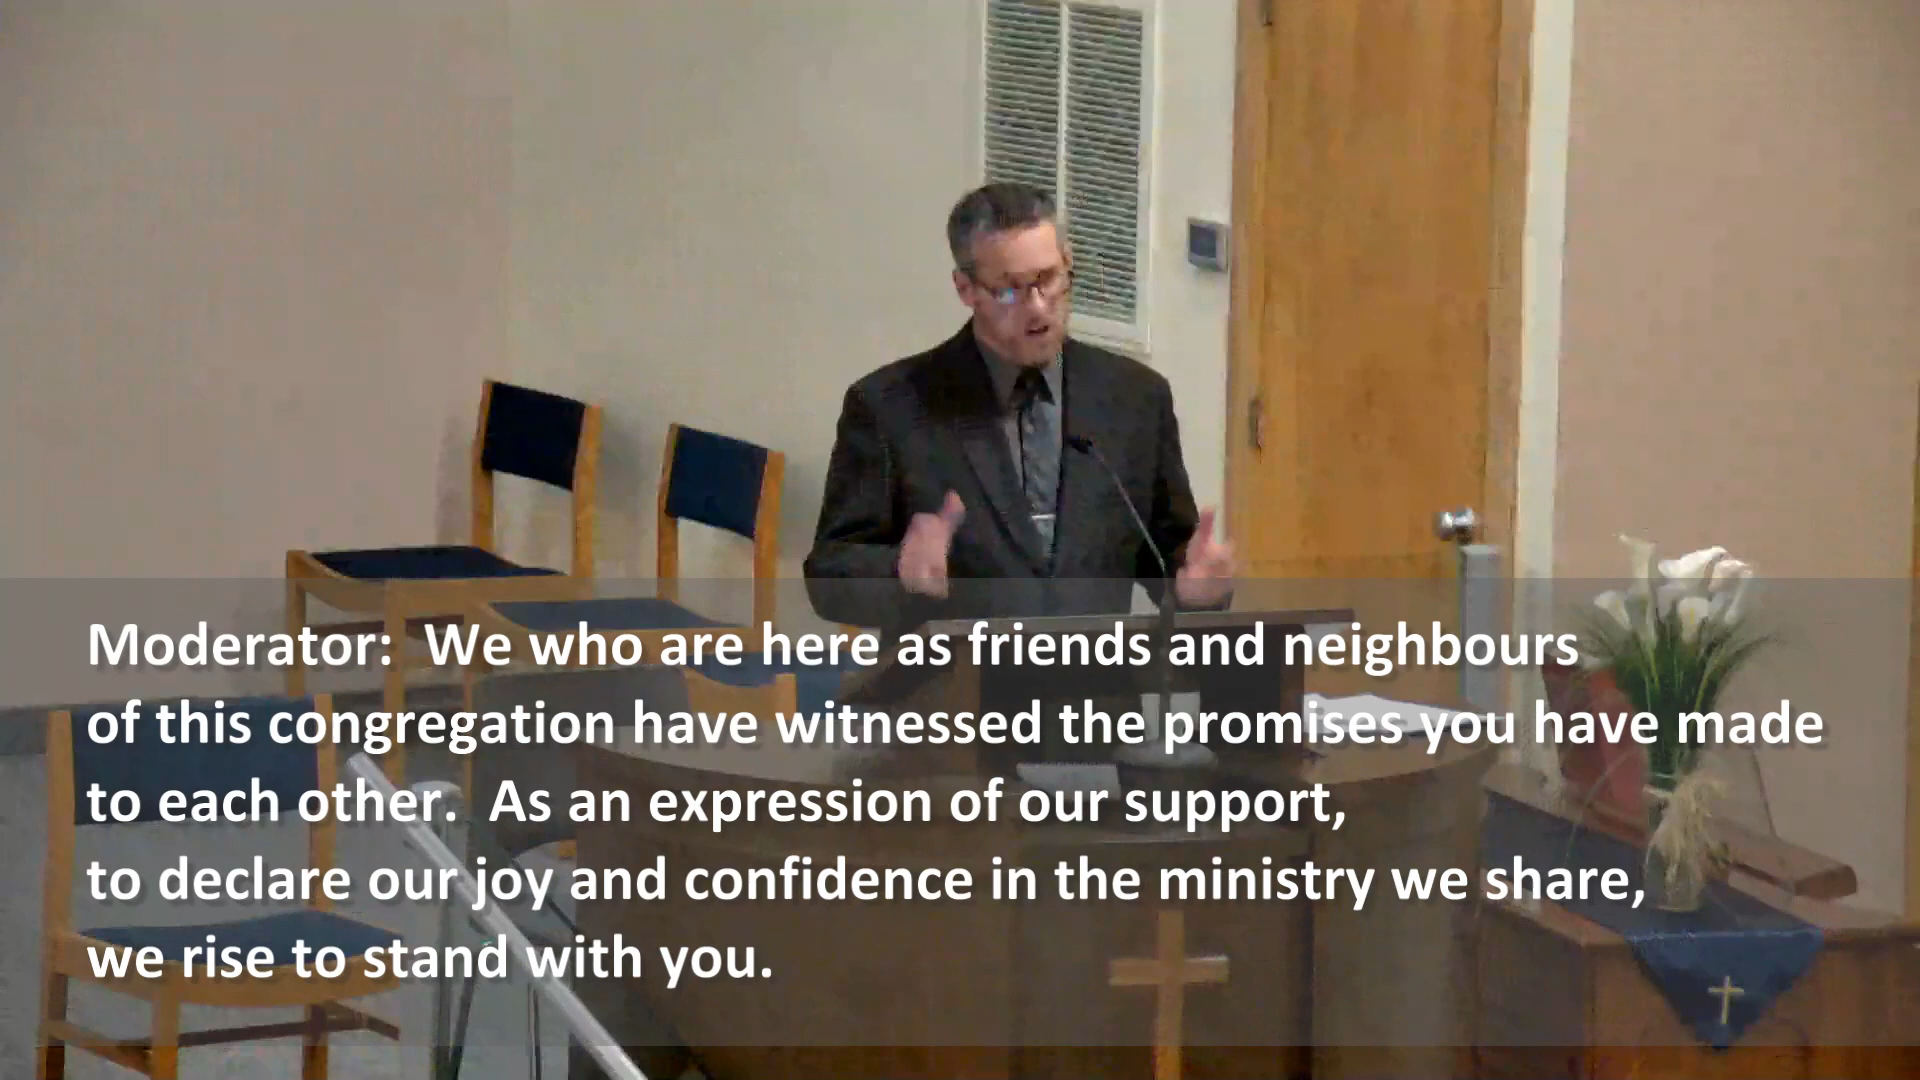 Moderator:  We who are here as friends and neighbours
of this congregation have witnessed the promises you have made
to each other.  As an expression of our support,
to declare our joy and confidence in the ministry we share,
we rise to stand with you.